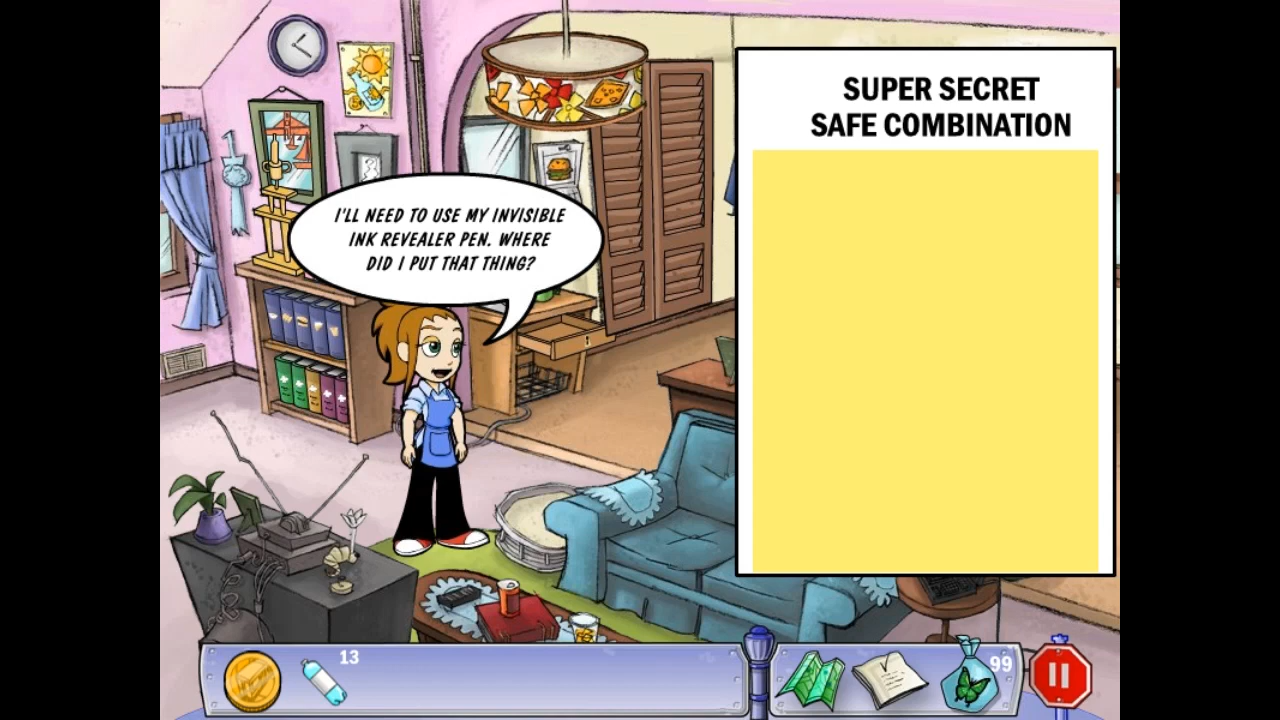 SUPER SECRET
SAFE COMBINATION
I'LL NEED TO USE MY INVISIBLE
INK REVEALER PEN. WHERE
DID I PUT THAT THING?
13
99